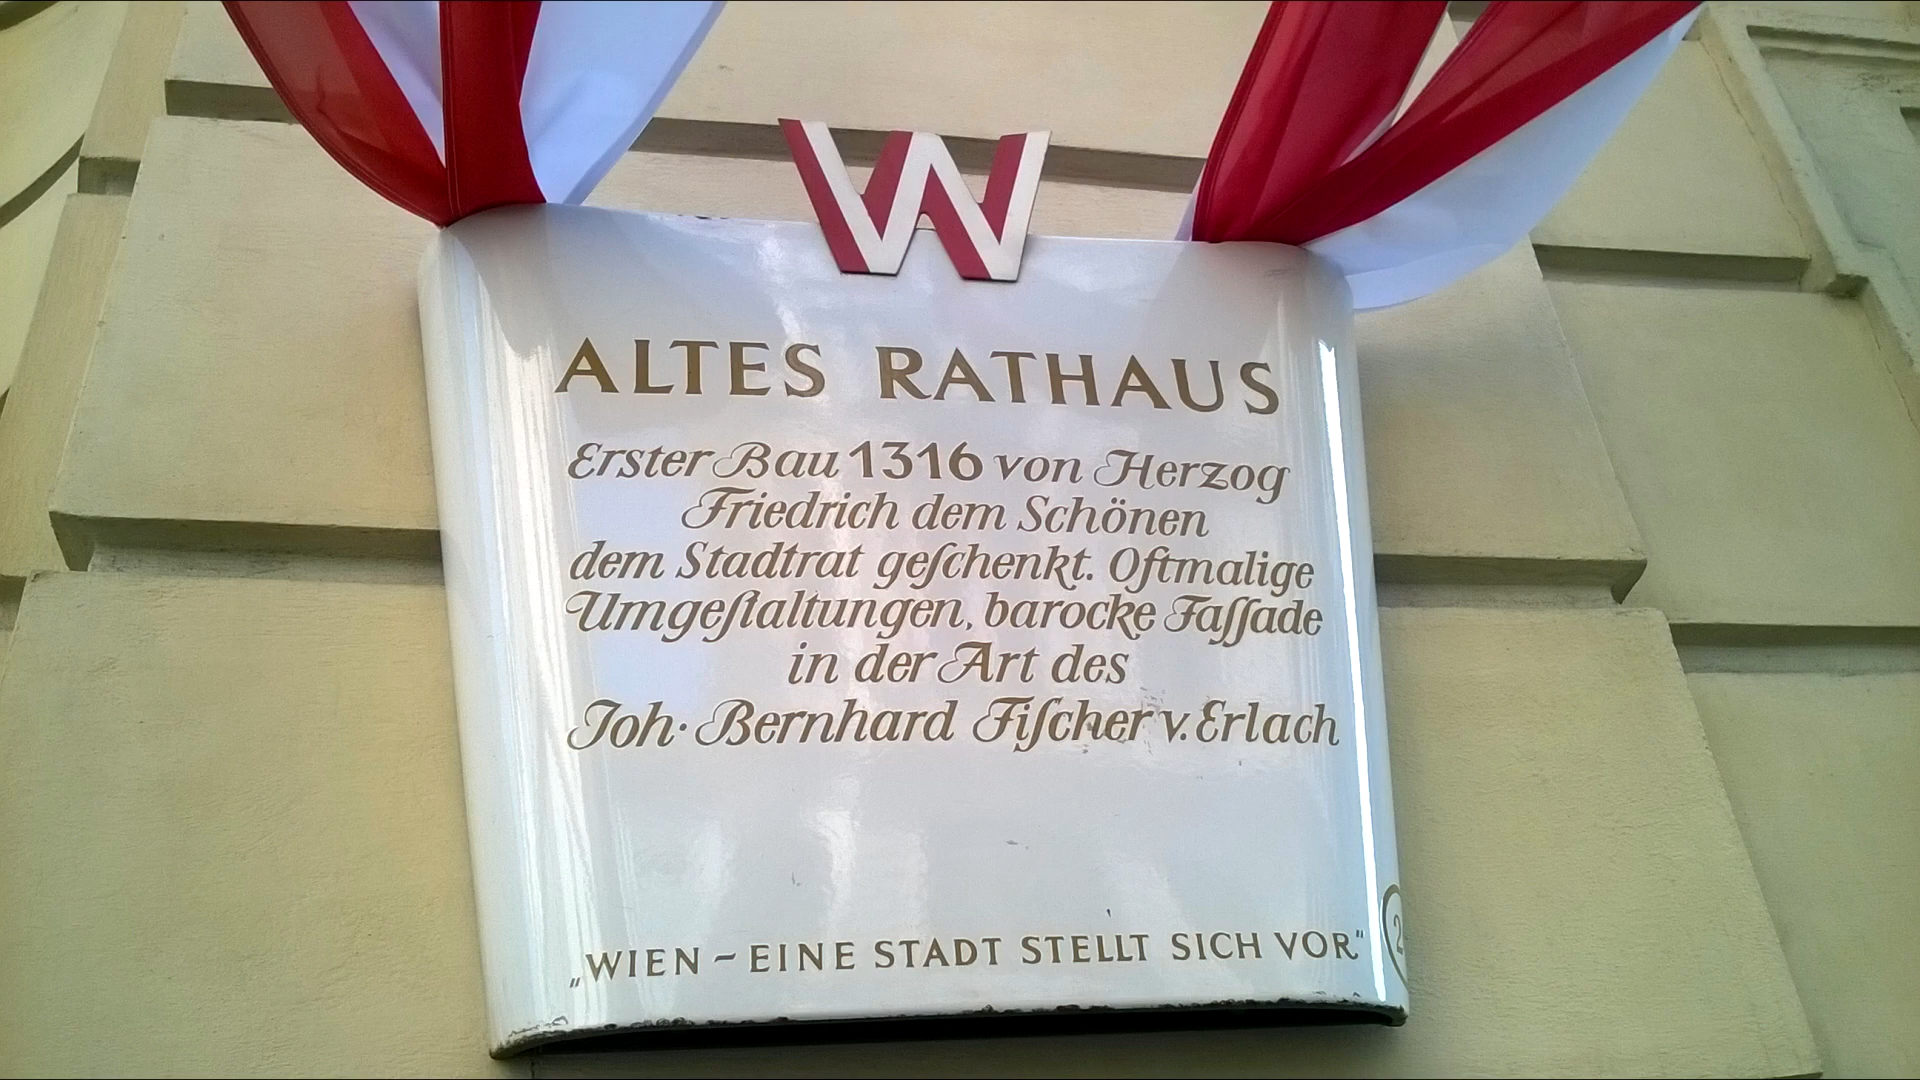 W
ALTES RATHAUS
Erster Bau 1316 von Herzog
Friedrich dem Schönen
dem Stadtrat geſchenkt. Oftmalige
Umgeſtaltungen, barocke Faſſade
in der Art des
Joh. Bernhard Fiſcher v. Erlach
„WIEN – EINE STADT STELLT SICH VOR"